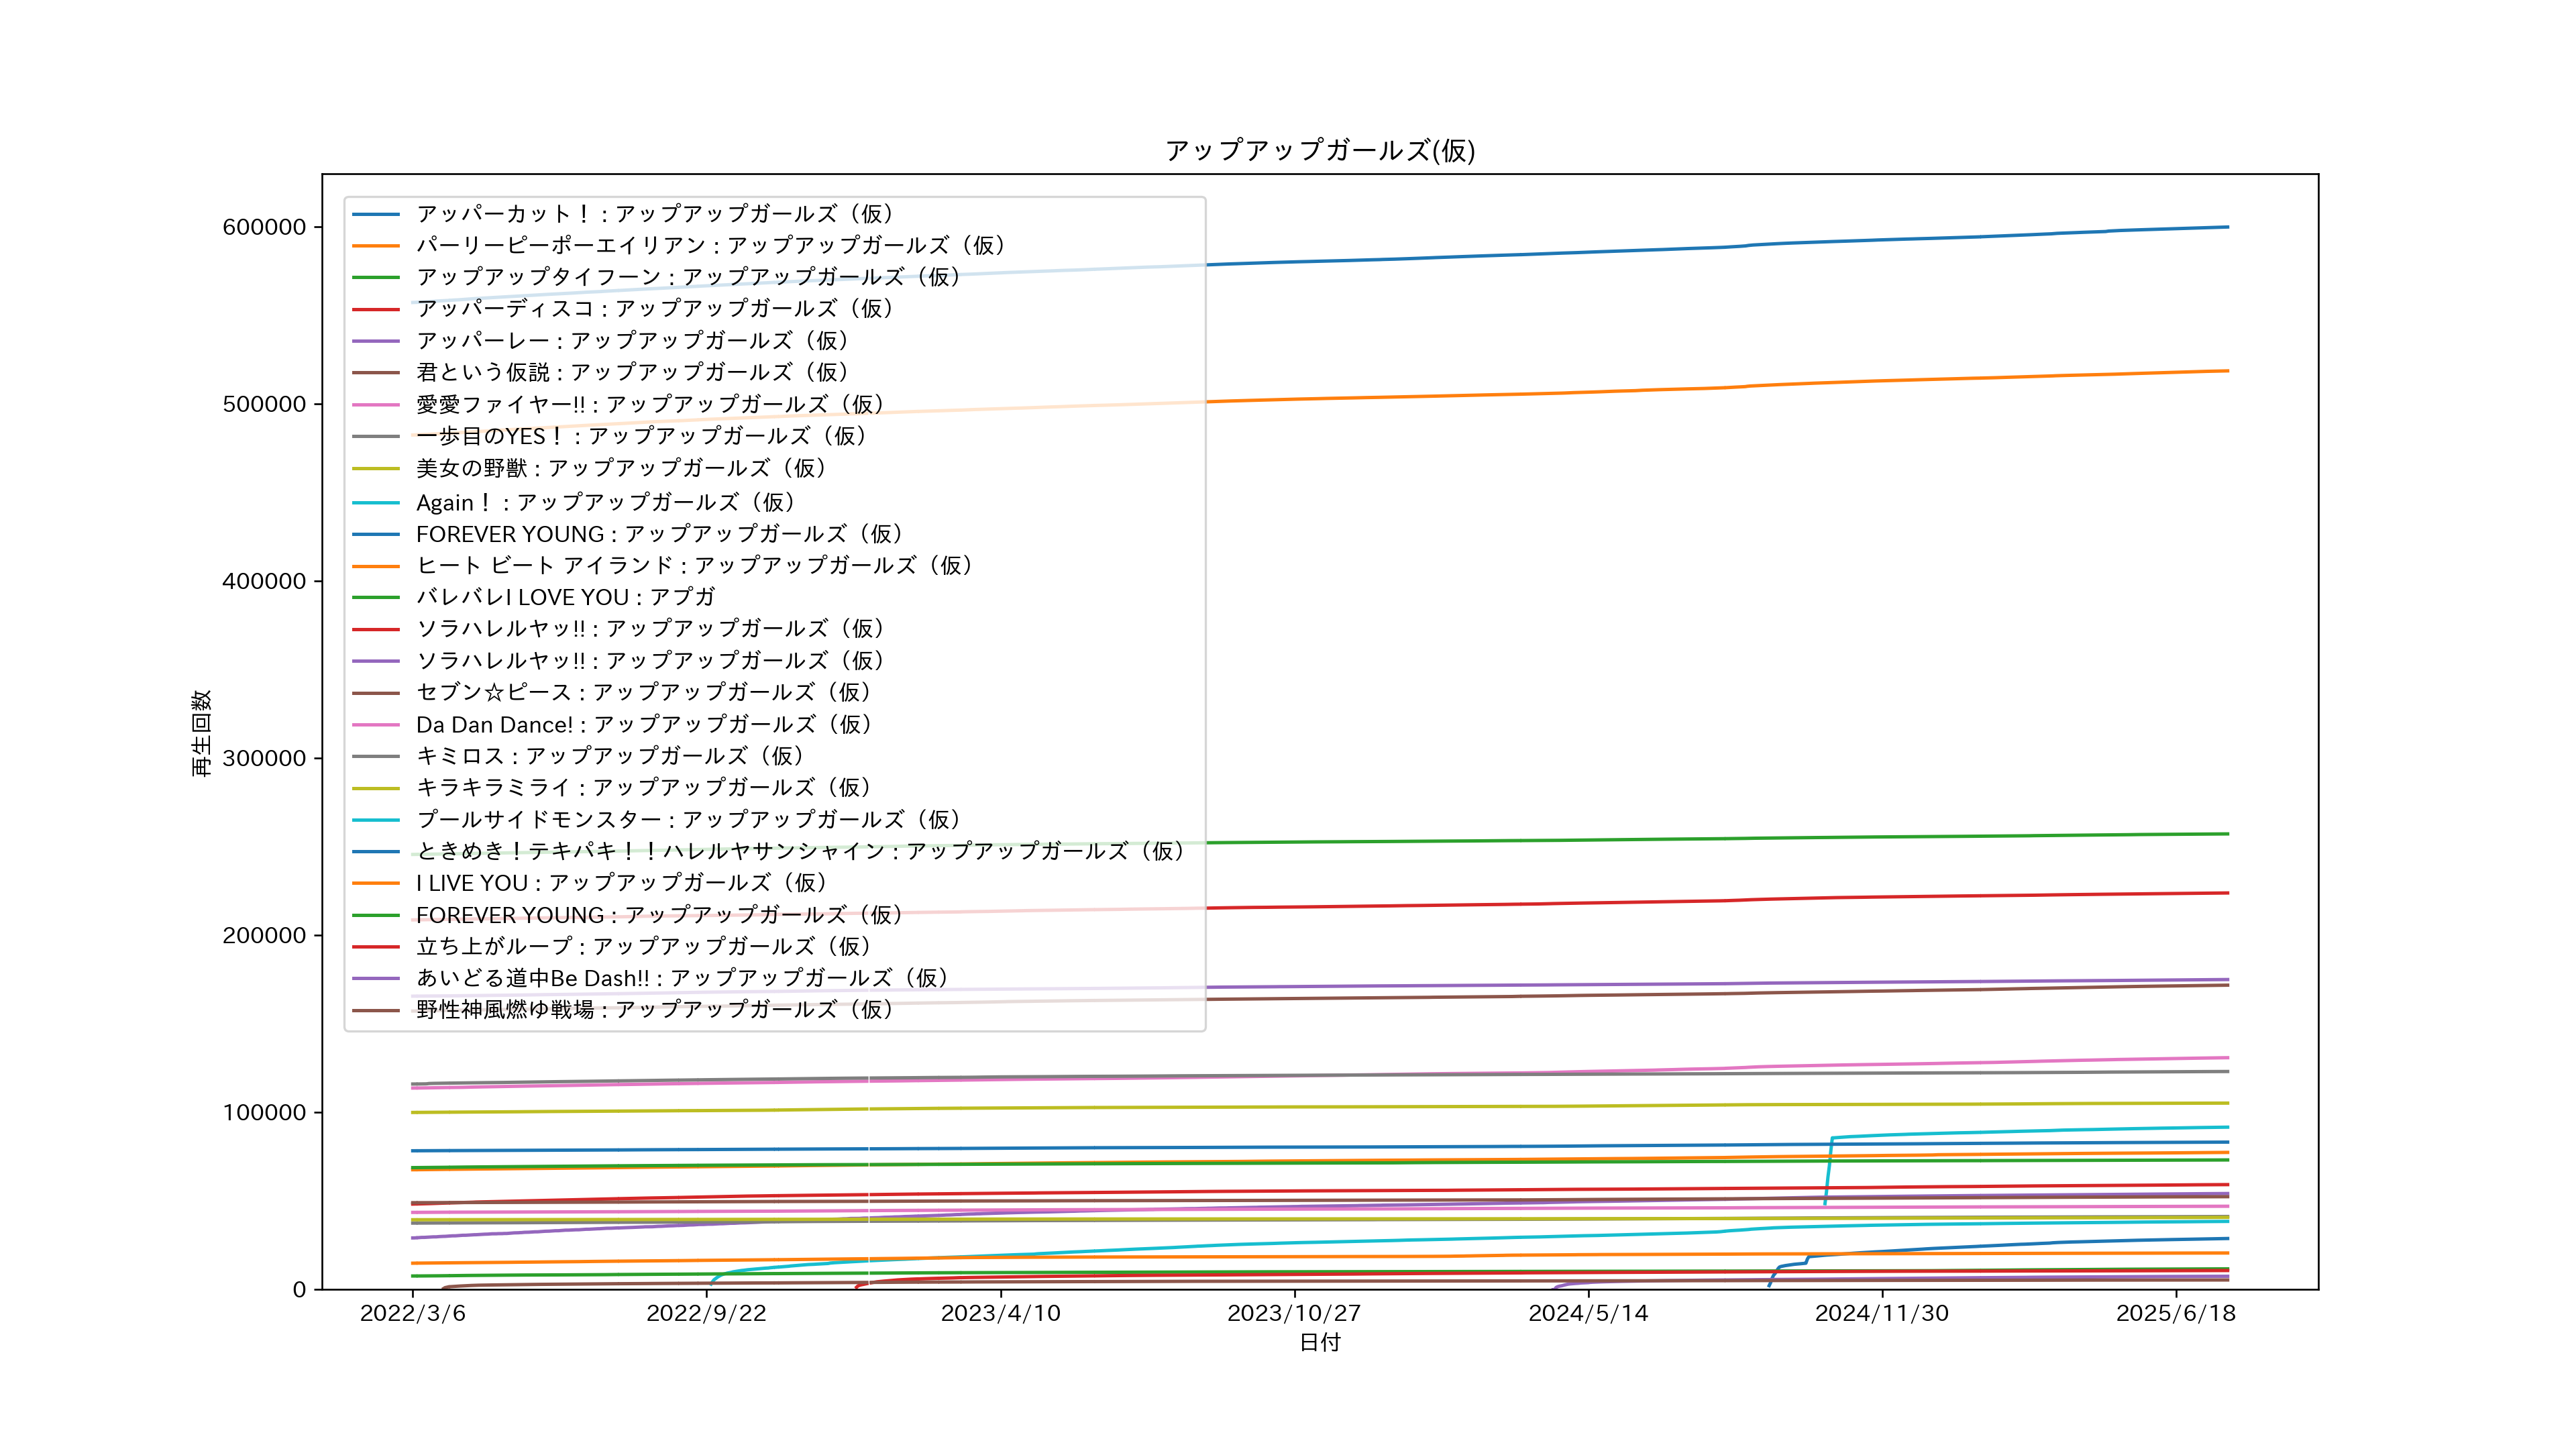 アップアップガールズ(仮)
600000
500000
400000
300000
200000
100000
0
再生回数
アッパーカット！ : アップアップガールズ（仮）
パーリーピーポーエイリアン : アップアップガールズ（仮）
アップアップタイフーン : アップアップガールズ（仮）
アッパーディスコ : アップアップガールズ（仮）
アッパーレー : アップアップガールズ（仮）
君という仮説 : アップアップガールズ（仮）
愛愛ファイヤー!! : アップアップガールズ（仮）
一歩目のYES！ : アップアップガールズ（仮）
美女の野獣 : アップアップガールズ（仮）
Again！ : アップアップガールズ（仮）
FOREVER YOUNG : アップアップガールズ（仮）
ヒート ビート アイランド : アップアップガールズ（仮）
バレバレI LOVE YOU : アプガ
ソラハレルヤッ!! : アップアップガールズ（仮）
ソラハレルヤッ!! : アップアップガールズ（仮）
セブン☆ピース : アップアップガールズ（仮）
Da Dan Dance! : アップアップガールズ（仮）
キミロス : アップアップガールズ（仮）
キラキラミライ : アップアップガールズ（仮）
プールサイドモンスター : アップアップガールズ（仮）
ときめき！テキパキ！！ハレルヤサンシャイン : アップアップガールズ（仮）
I LIVE YOU : アップアップガールズ（仮）
FOREVER YOUNG : アップアップガールズ（仮）
立ち上がループ : アップアップガールズ（仮）
あいどる道中Be Dash!! : アップアップガールズ（仮）
野性神風燃ゆ戦場 : アップアップガールズ（仮）
2022/3/6
2022/9/22
2023/4/10
2023/10/27
2024/5/14
2024/11/30
2025/6/18
日付